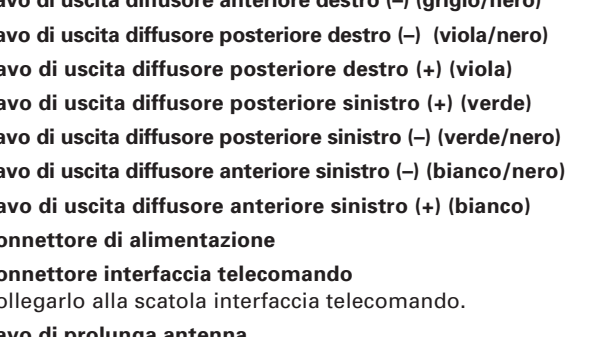 avo di uscita diffusore anteriore destro (–) (grigio/nero)
avo di uscita diffusore posteriore destro (–) (viola/nero)
avo di uscita diffusore posteriore destro (+) (viola)
avo di uscita diffusore posteriore sinistro (+) (verde)
avo di uscita diffusore posteriore sinistro (–) (verde/nero)
avo di uscita diffusore anteriore sinistro (–) (bianco/nero)
avo di uscita diffusore anteriore sinistro (+) (bianco)
onnettore di alimentazione
onnettore interfaccia telecomando
ollegarlo alla scatola interfaccia telecomando.
avo di prolunga antenna